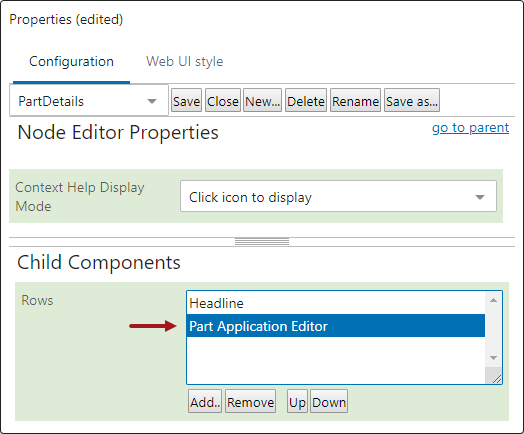 Properties (edited)
Configuration Web UI style
PartDetails Save Close New... Delete Rename Save as...
Node Editor Properties go to parent
Context Help Display
Mode
Click icon to display
Child Components
Rows
Headline
Part Application Editor
Add.. Remove Up Down